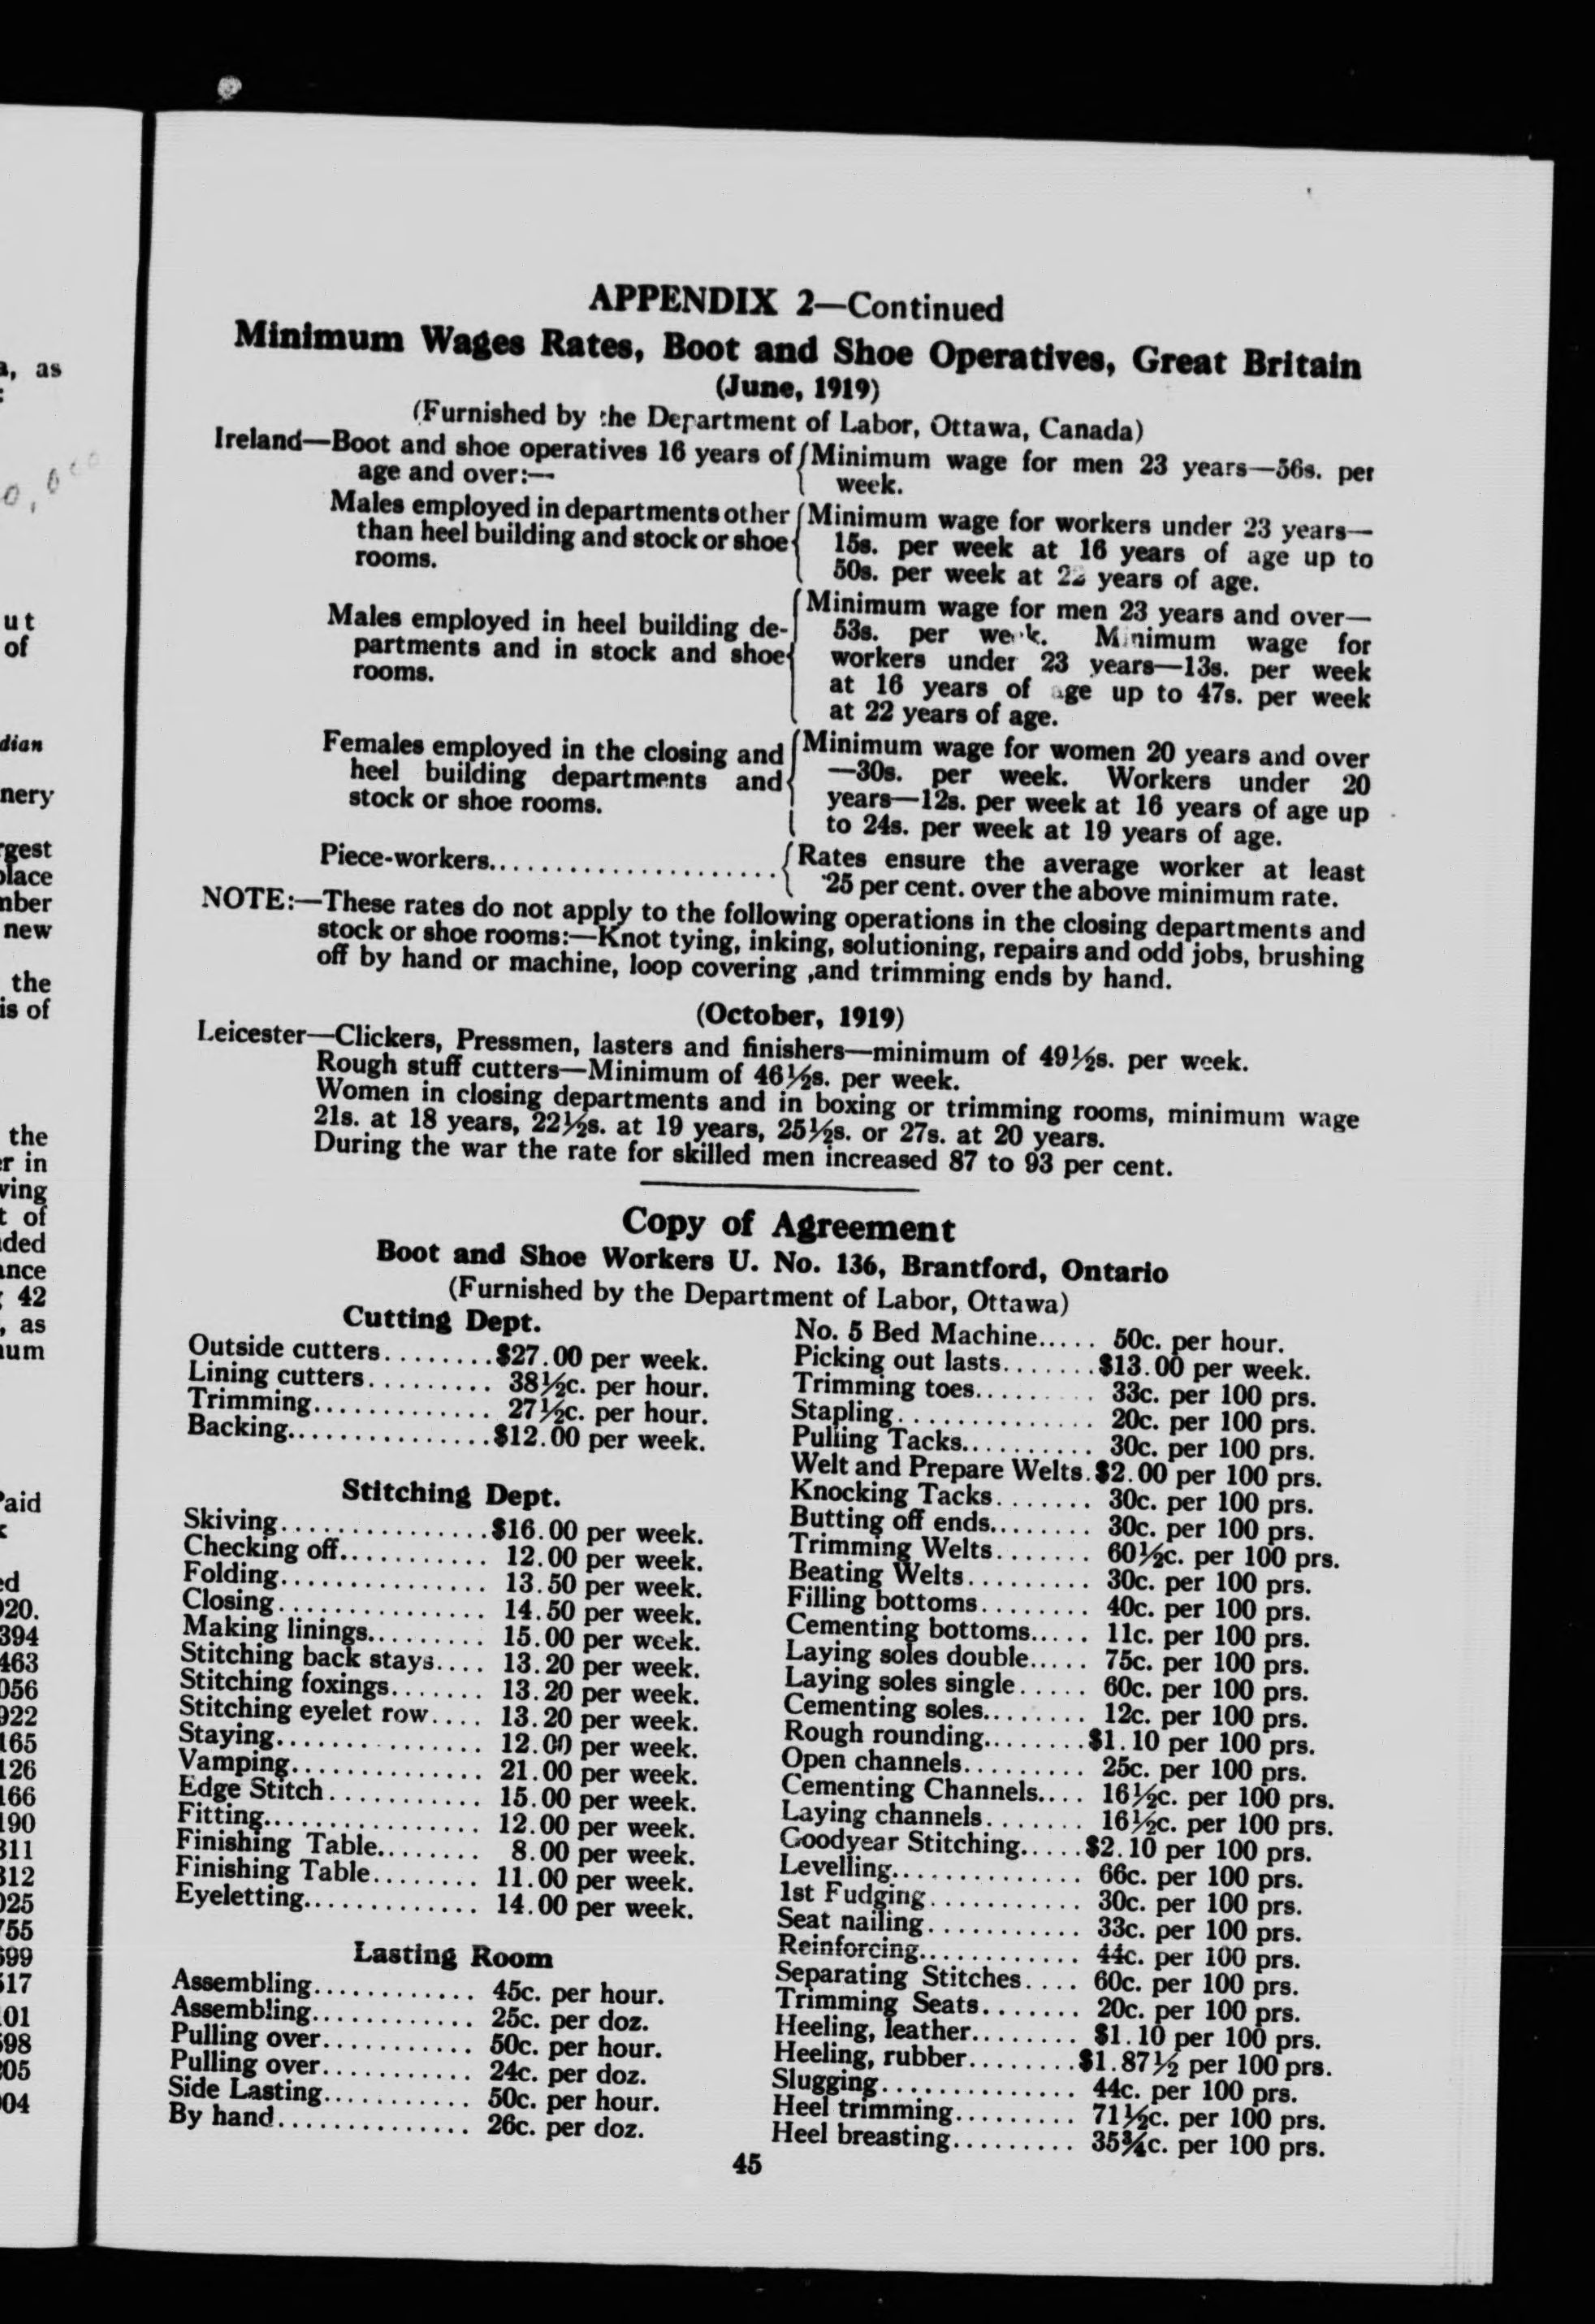 APPENDIX 2—Continued
Minimum Wages Rates, Boot and Shoe Operatives, Great Britain
(June, 1919)
(Furnished by the Department of Labor, Ottawa, Canada)
Ireland—Boot and shoe operatives 16 years of age and over:—
Minimum wage for men 23 years—56s. per
week.
Males employed in departments other
than heel building and stock or shoe
rooms.
Minimum wage for workers under 23 years—
15s. per week at 16 years of age up to
50s. per week at 22 years of age.
Males employed in heel building de-
partments and in stock and shoe
rooms.
Minimum wage for men 23 years and over—
53s. per week. Minimum wage for
workers under 23 years—13s. per week
at 16 years of age up to 47s. per week
at 22 years of age.
Females employed in the closing and
heel building departments and
stock or shoe rooms.
Minimum wage for women 20 years and over
—30s. per week. Workers under 20
years—12s. per week at 16 years of age up
to 24s. per week at 19 years of age.
Piece-workers....................
Rates ensure the average worker at least
25 per cent. over the above minimum rate.
NOTE:—These rates do not apply to the following operations in the closing departments and
stock or shoe rooms:—Knot tying, inking, solutioning, repairs and odd jobs, brushing
off by hand or machine, loop covering ,and trimming ends by hand.
(October, 1919)
Leicester—Clickers, Pressmen, lasters and finishers—minimum of 49½s. per week.
Rough stuff cutters—Minimum of 46½s. per week.
Women in closing departments and in boxing or trimming rooms, minimum wage
21s. at 18 years, 22½s. at 19 years, 25½s. or 27s. at 20 years.
During the war the rate for skilled men increased 87 to 93 per cent.
Copy of Agreement
Boot and Shoe Workers U. No. 136, Brantford, Ontario
(Furnished by the Department of Labor, Ottawa)
Cutting Dept.
Outside cutters........$27.00 per week.
Lining cutters......... 38½c. per hour.
Trimming............. 27½c. per hour.
Backing...............$12.00 per week.
Stitching Dept.
Skiving...............$16.00 per week.
Checking off........... 12.00 per week.
Folding............... 13.50 per week.
Closing............... 14.50 per week.
Making linings......... 15.00 per week.
Stitching back stays.... 13.20 per week.
Stitching foxings....... 13.20 per week.
Stitching eyelet row.... 13.20 per week.
Staying............... 12.00 per week.
Vamping.............. 21.00 per week.
Edge Stitch........... 15.00 per week.
Fitting................ 12.00 per week.
Finishing Table........ 8.00 per week.
Finishing Table........ 11.00 per week.
Eyeletting............. 14.00 per week.
Lasting Room
Assembling............ 45c. per hour.
Assembling............ 25c. per doz.
Pulling over........... 50c. per hour.
Pulling over........... 24c. per doz.
Side Lasting........... 50c. per hour.
By hand.............. 26c. per doz.
No. 5 Bed Machine..... 50c. per hour.
Picking out lasts.......$13.00 per week.
Trimming toes......... 33c. per 100 prs.
Stapling.............. 20c. per 100 prs.
Pulling Tacks.......... 30c. per 100 prs.
Welt and Prepare Welts.$2.00 per 100 prs.
Knocking Tacks........ 30c. per 100 prs.
Butting off ends........ 30c. per 100 prs.
Trimming Welts....... 60½c. per 100 prs.
Beating Welts......... 30c. per 100 prs.
Filling bottoms........ 40c. per 100 prs.
Cementing bottoms..... 11c. per 100 prs.
Laying soles double..... 75c. per 100 prs.
Laying soles single..... 60c. per 100 prs.
Cementing soles........ 12c. per 100 prs.
Rough rounding........$1.10 per 100 prs.
Open channels......... 25c. per 100 prs.
Cementing Channels.... 16½c. per 100 prs.
Laying channels....... 16½c. per 100 prs.
Goodyear Stitching.....$2.10 per 100 prs.
Levelling.............. 66c. per 100 prs.
1st Fudging........... 30c. per 100 prs.
Seat nailing........... 33c. per 100 prs.
Reinforcing............ 44c. per 100 prs.
Separating Stitches.... 60c. per 100 prs.
Trimming Seats....... 20c. per 100 prs.
Heeling, leather........ $1.10 per 100 prs.
Heeling, rubber........$1.87½ per 100 prs.
Slugging.............. 44c. per 100 prs.
Heel trimming......... 71½c. per 100 prs.
Heel breasting......... 35¾c. per 100 prs.
45